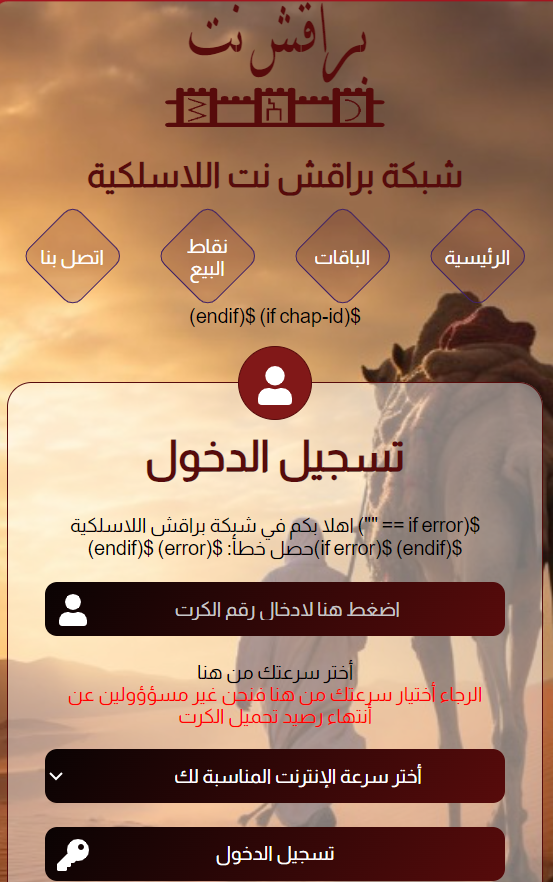 براقش نت
شبكة براقش نت اللاسلكية
الرئيسية
الباقات
نقاط
البيع
اتصل بنا
$(if chap-id) $(endif)
تسجيل الدخول
$(if error == "") اهلا بكم في شبكة براقش اللاسلكية
$(endif) $(if error)حصل خطأ: $(error) $(endif)
اضغط هنا لادخال رقم الكرت
أختر سرعتك من هنا
الرجاء أختيار سرعتك من هنا فنحن غير مسؤؤولين عن
أنتهاء رصيد تحميل الكرت
أختر سرعة الإنترنت المناسبة لك
تسجيل الدخول